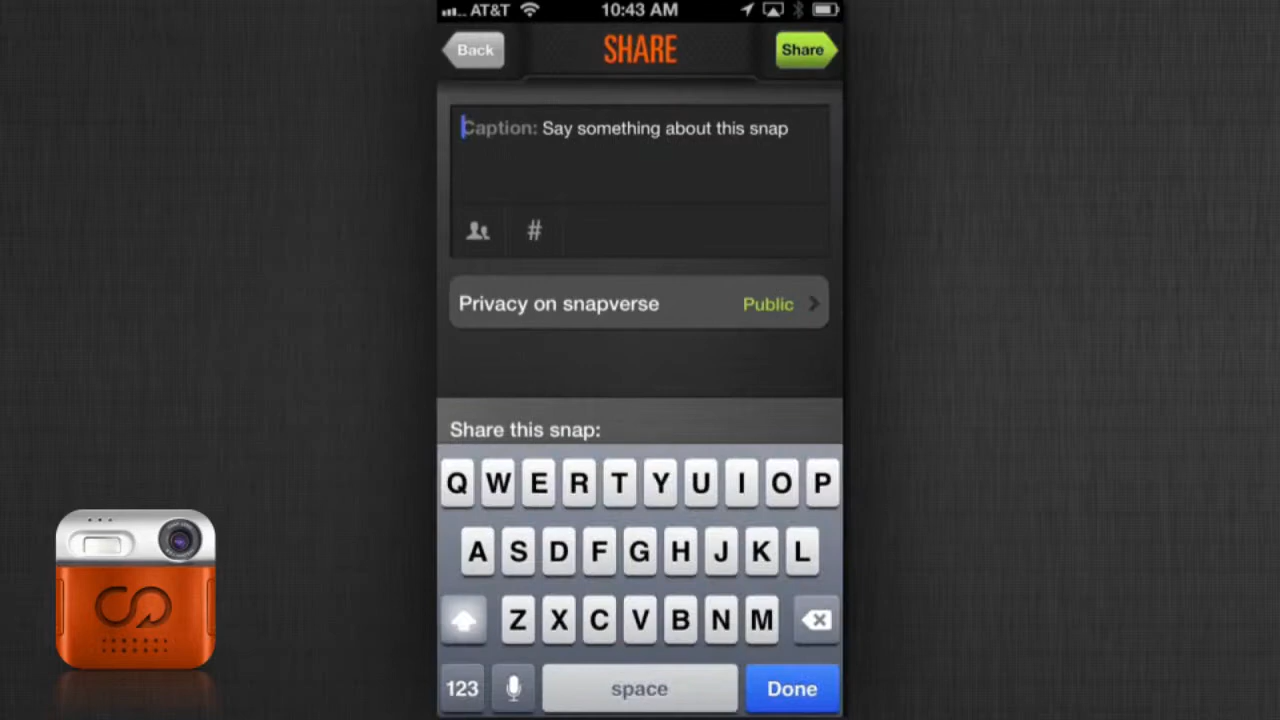 AT&T 10:43 AM
Back SHARE Share
Caption: Say something about this snap
#
Privacy on snapverse Public
Share this snap:
Q W E R T Y U I O P
A S D F G H J K L
Z X C V B N M
123 space Done